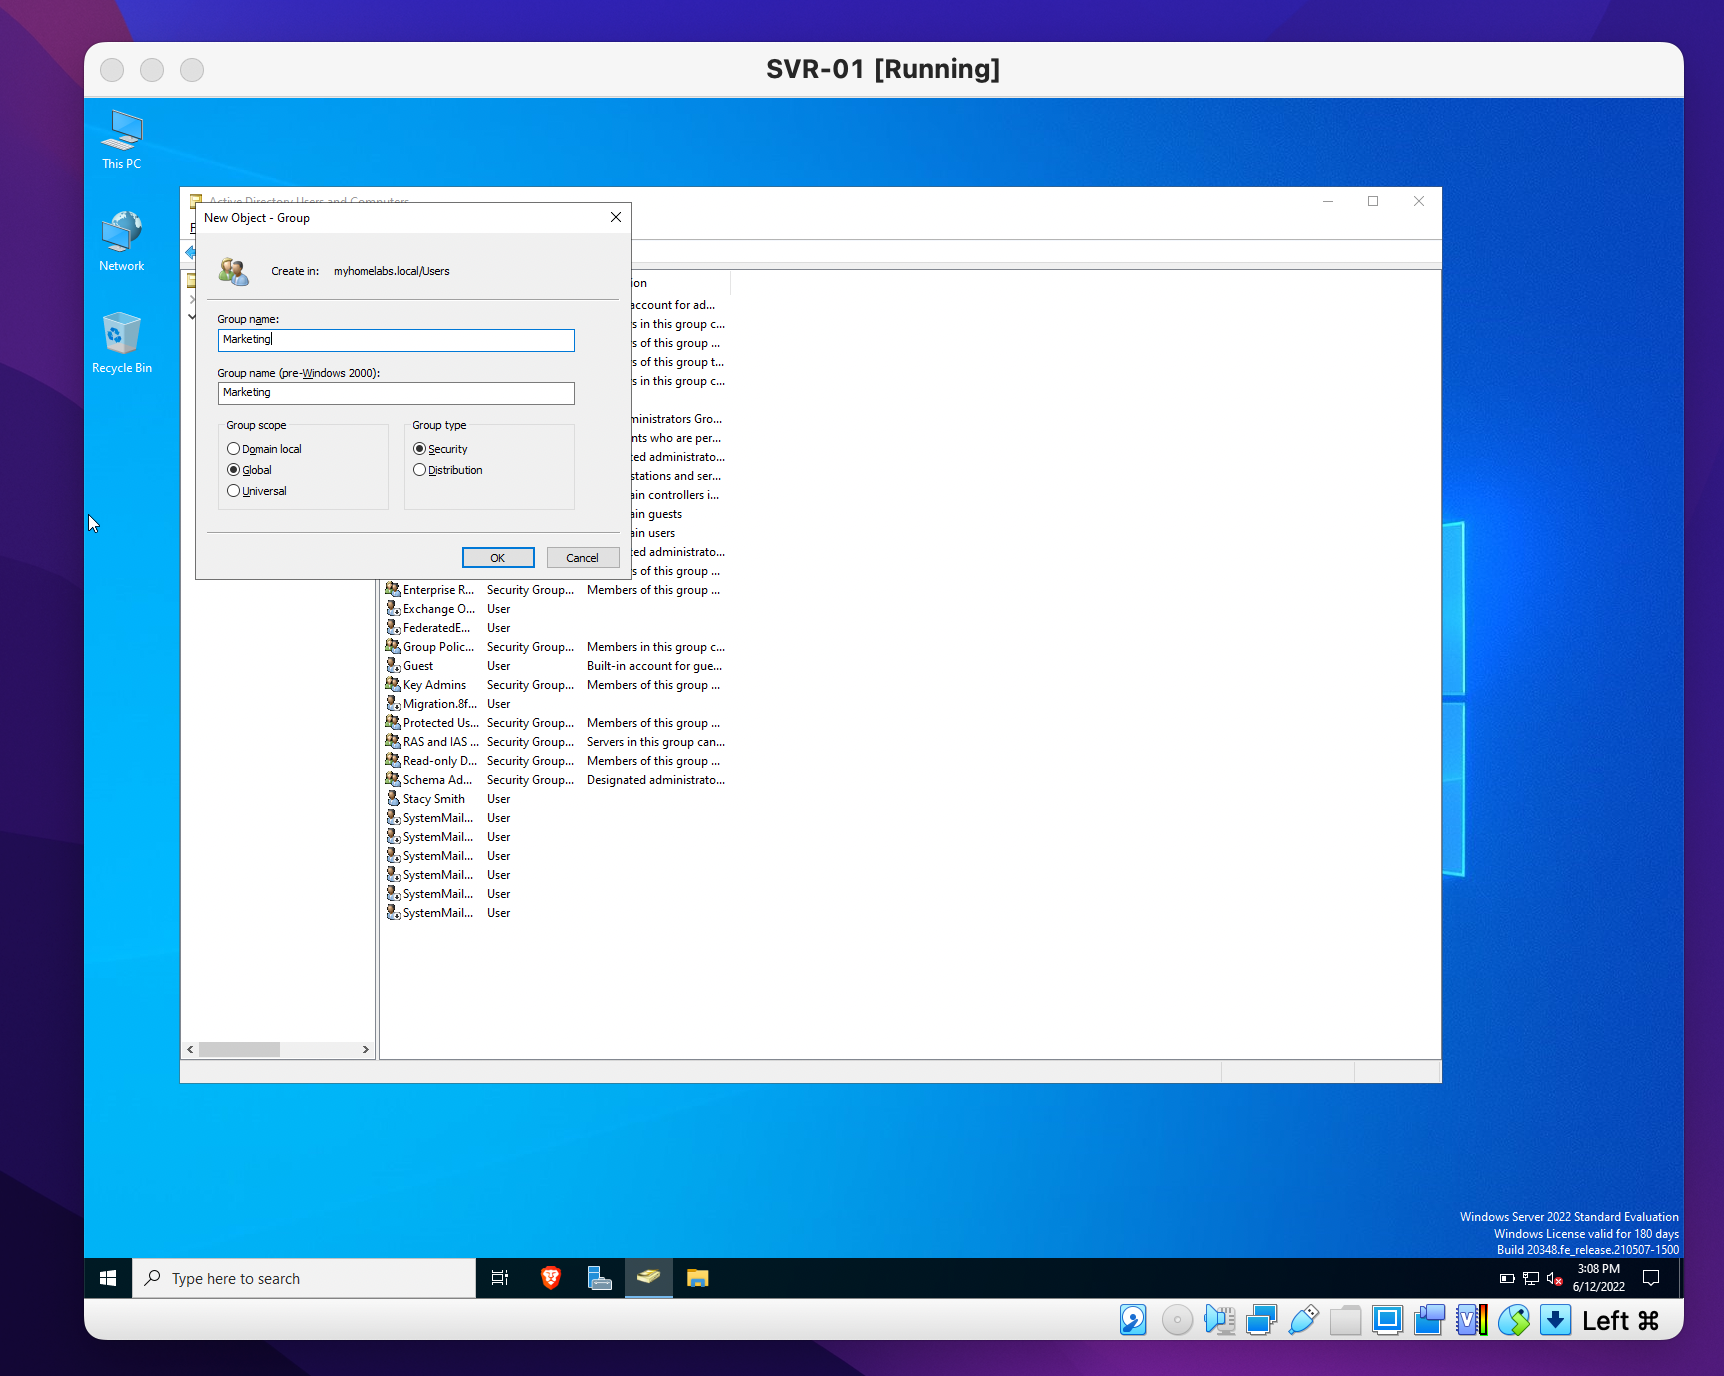 SVR-01 [Running]
This PC
Network
Recycle Bin
Active Directory Users and Computers
New Object - Group
Create in: myhomelabs.local/Users
Group name:
Marketing
Group name (pre-Windows 2000):
Marketing
Group scope
Domain local
Global
Universal
Group type
Security
Distribution
OK
Cancel
ion
account for ad...
s in this group c...
s of this group ...
s of this group t...
s in this group c...
ministrators Gro...
nts who are per...
ted administrato...
stations and ser...
ain controllers i...
ain guests
ain users
ted administrato...
s of this group ...
Enterprise R... Security Group... Members of this group ...
Exchange O... User
FederatedE... User
Group Polic... Security Group... Members in this group c...
Guest User Built-in account for gue...
Key Admins Security Group... Members of this group ...
Migration.8f... User
Protected Us... Security Group... Members of this group ...
RAS and IAS ... Security Group... Servers in this group can...
Read-only D... Security Group... Members of this group ...
Schema Ad... Security Group... Designated administrato...
Stacy Smith User
SystemMail... User
SystemMail... User
SystemMail... User
SystemMail... User
SystemMail... User
SystemMail... User
Windows Server 2022 Standard Evaluation
Windows License valid for 180 days
Build 20348.fe_release.210507-1500
Type here to search
3:08 PM
6/12/2022
Left ⌘